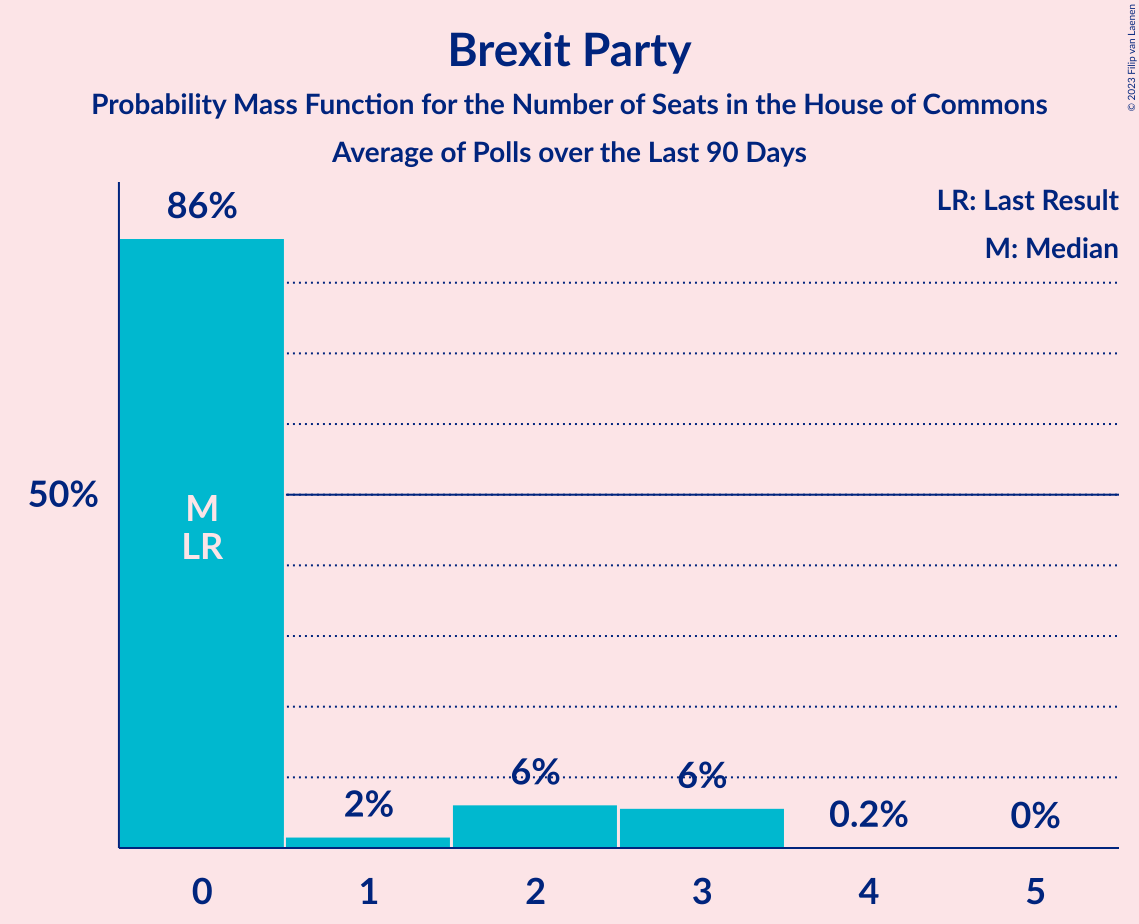 Brexit Party
Probability Mass Function for the Number of Seats in the House of Commons
Average of Polls over the Last 90 Days
© 2023 Filip van Laenen
LR: Last Result
M: Median
86%
50%
M
LR
2%
6%
6%
0.2%
0%
0 1 2 3 4 5